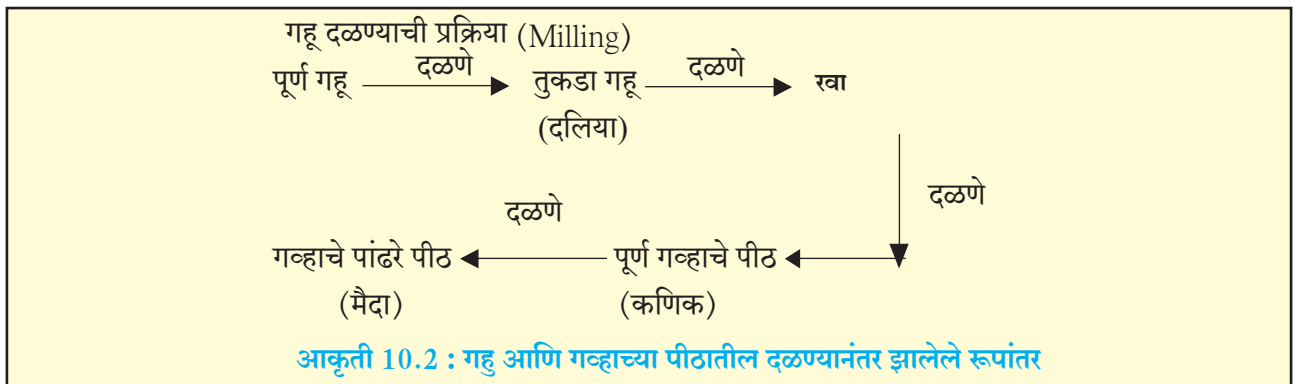 गहू दळण्याची प्रक्रिया (Milling)
पूर्ण गहू दळणे तुकडा गहू दळणे रवा
(दलिया)
दळणे
दळणे
गव्हाचे पांढरे पीठ पूर्ण गव्हाचे पीठ
(मैदा) (कणिक)
आकृती 10.2 : गहु आणि गव्हाच्या पीठातील दळण्यानंतर झालेले रूपांतर